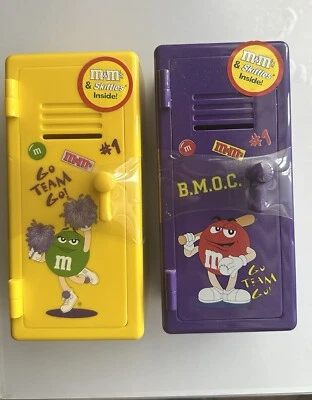 m&m's
& Skittles
Inside!
#1
m
m&m's
GO
TEAM
GO!
m
m&m's
& Skittles
Inside!
#1
m
m&m's
B.M.O.C.
m
GO
TEAM
GO!